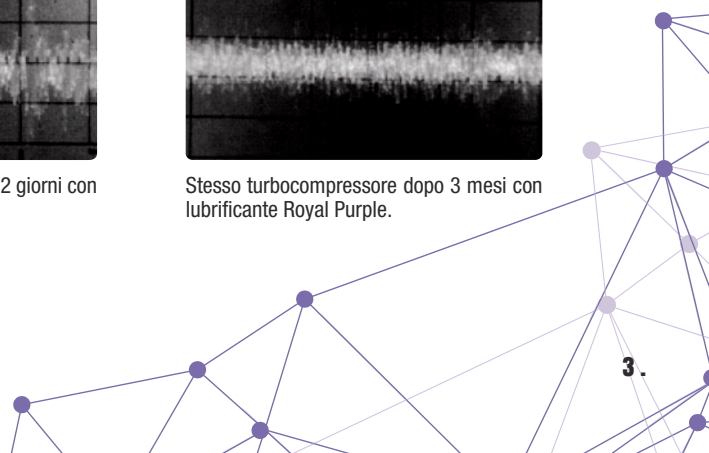 2 giorni con
Stesso turbocompressore dopo 3 mesi con
lubrificante Royal Purple.
3.